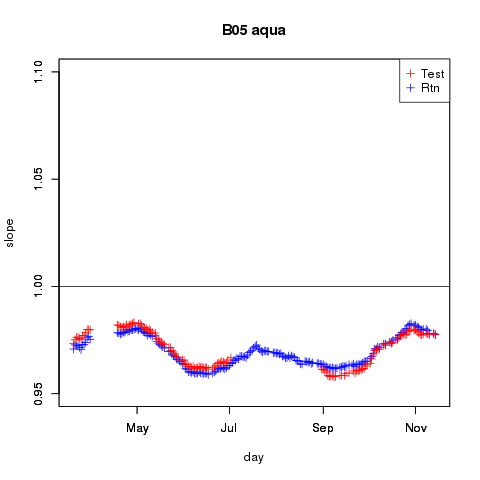 B05 aqua
Test
Rtn
1.10
1.05
1.00
0.95
slope
May Jul Sep Nov
day